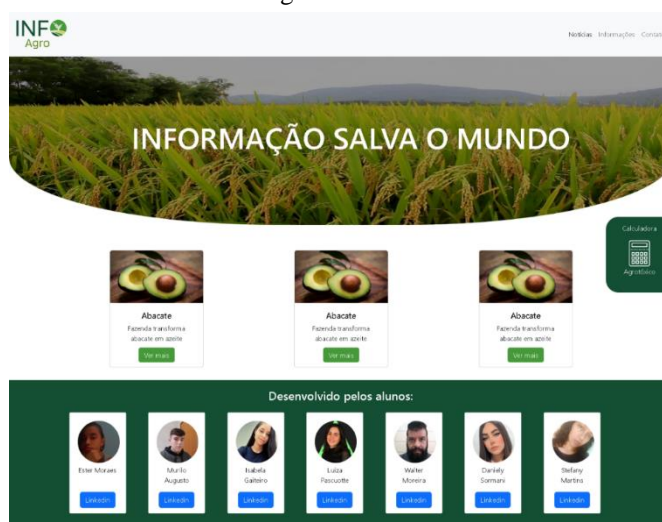 INFO
Agro
Notícias Informações
INFORMAÇÃO SALVA O MUNDO
Calculadora
Agrotóxico
Abacate
Fazenda transforma
abacate em azeite
Ver mais
Abacate
Fazenda transforma
abacate em azeite
Ver mais
Abacate
Fazenda transforma
abacate em azeite
Ver mais
Desenvolvido pelos alunos:
Ester Moraes
Linkedin
Murilo
Augusto
Linkedin
Isabela
Galteiro
Linkedin
Luiza
Pascuotte
Linkedin
Walter
Moreira
Linkedin
Daniely
Sormani
Linkedin
Stefany
Martins
Linkedin